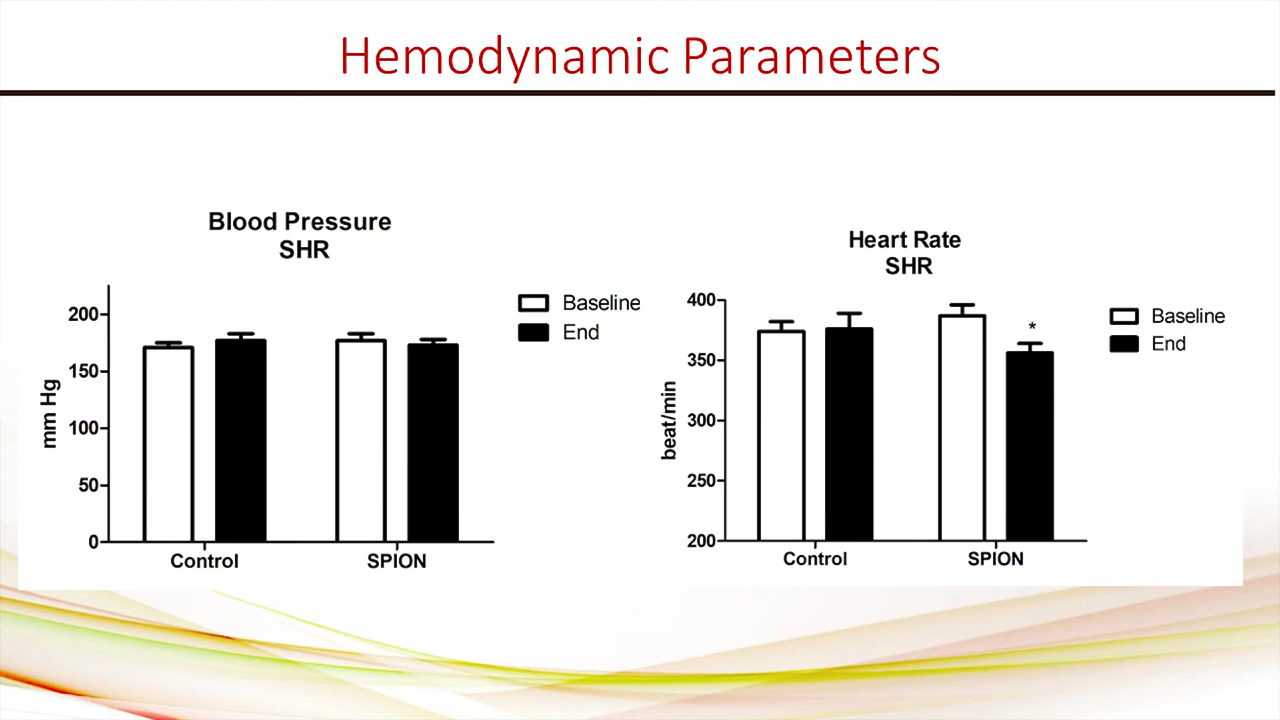 Hemodynamic Parameters
Blood Pressure
SHR
200
150
100
50
0
mm Hg
Control
SPION
Baseline
End
Heart Rate
SHR
400
350
300
250
200
beat/min
*
Control
SPION
Baseline
End